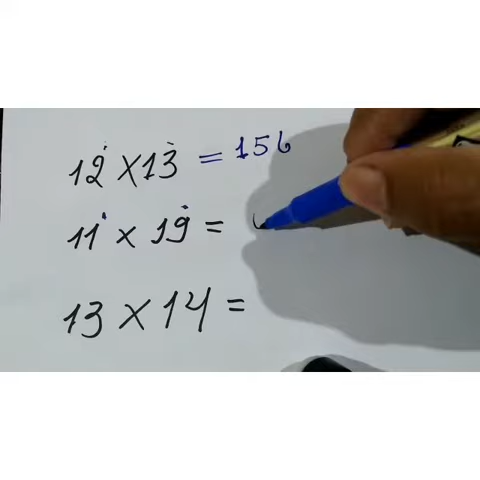 12 × 13 = 156
11 × 19 =
13 × 14 =